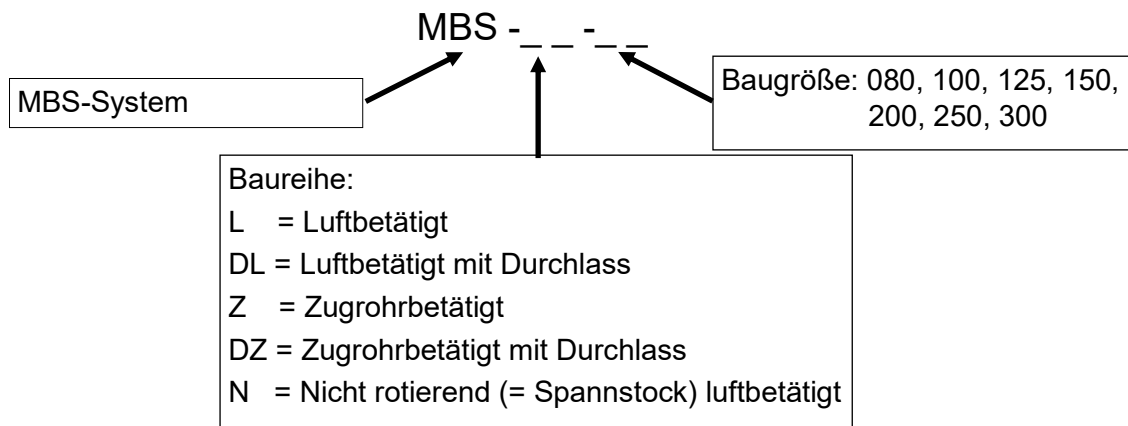 MBS -_ _ -_ _
MBS-System
Baugröße: 080, 100, 125, 150,
200, 250, 300
Baureihe:
L = Luftbetätigt
DL = Luftbetätigt mit Durchlass
Z = Zugrohrbetätigt
DZ = Zugrohrbetätigt mit Durchlass
N = Nicht rotierend (= Spannstock) luftbetätigt